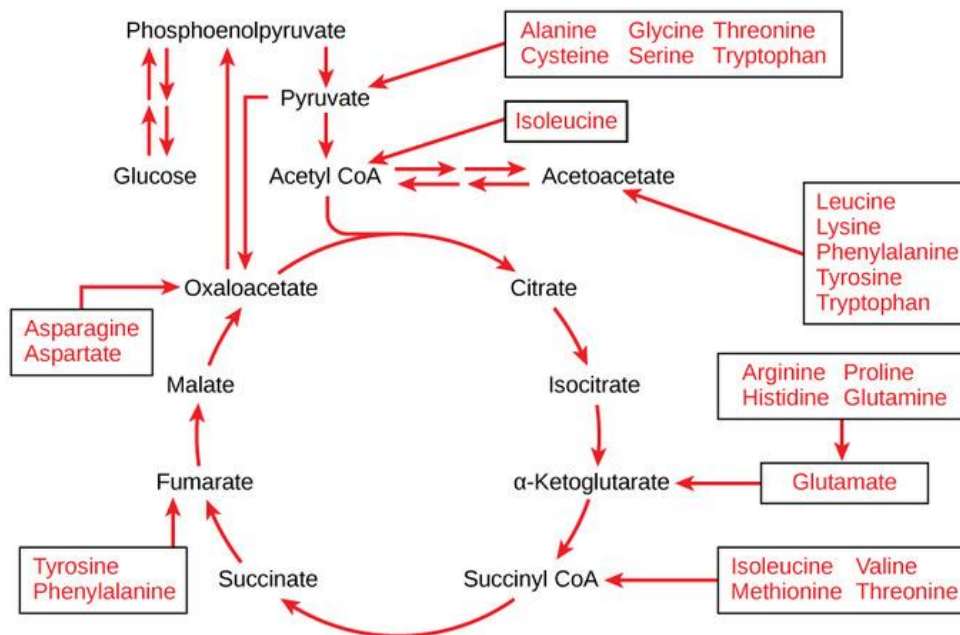 Phosphoenolpyruvate
Alanine Glycine Threonine
Cysteine Serine Tryptophan
Pyruvate
Isoleucine
Glucose
Acetyl CoA
Acetoacetate
Leucine
Lysine
Phenylalanine
Tyrosine
Tryptophan
Oxaloacetate
Citrate
Asparagine
Aspartate
Malate
Isocitrate
Arginine Proline
Histidine Glutamine
Fumarate
α-Ketoglutarate
Glutamate
Tyrosine
Phenylalanine
Succinate
Succinyl CoA
Isoleucine Valine
Methionine Threonine